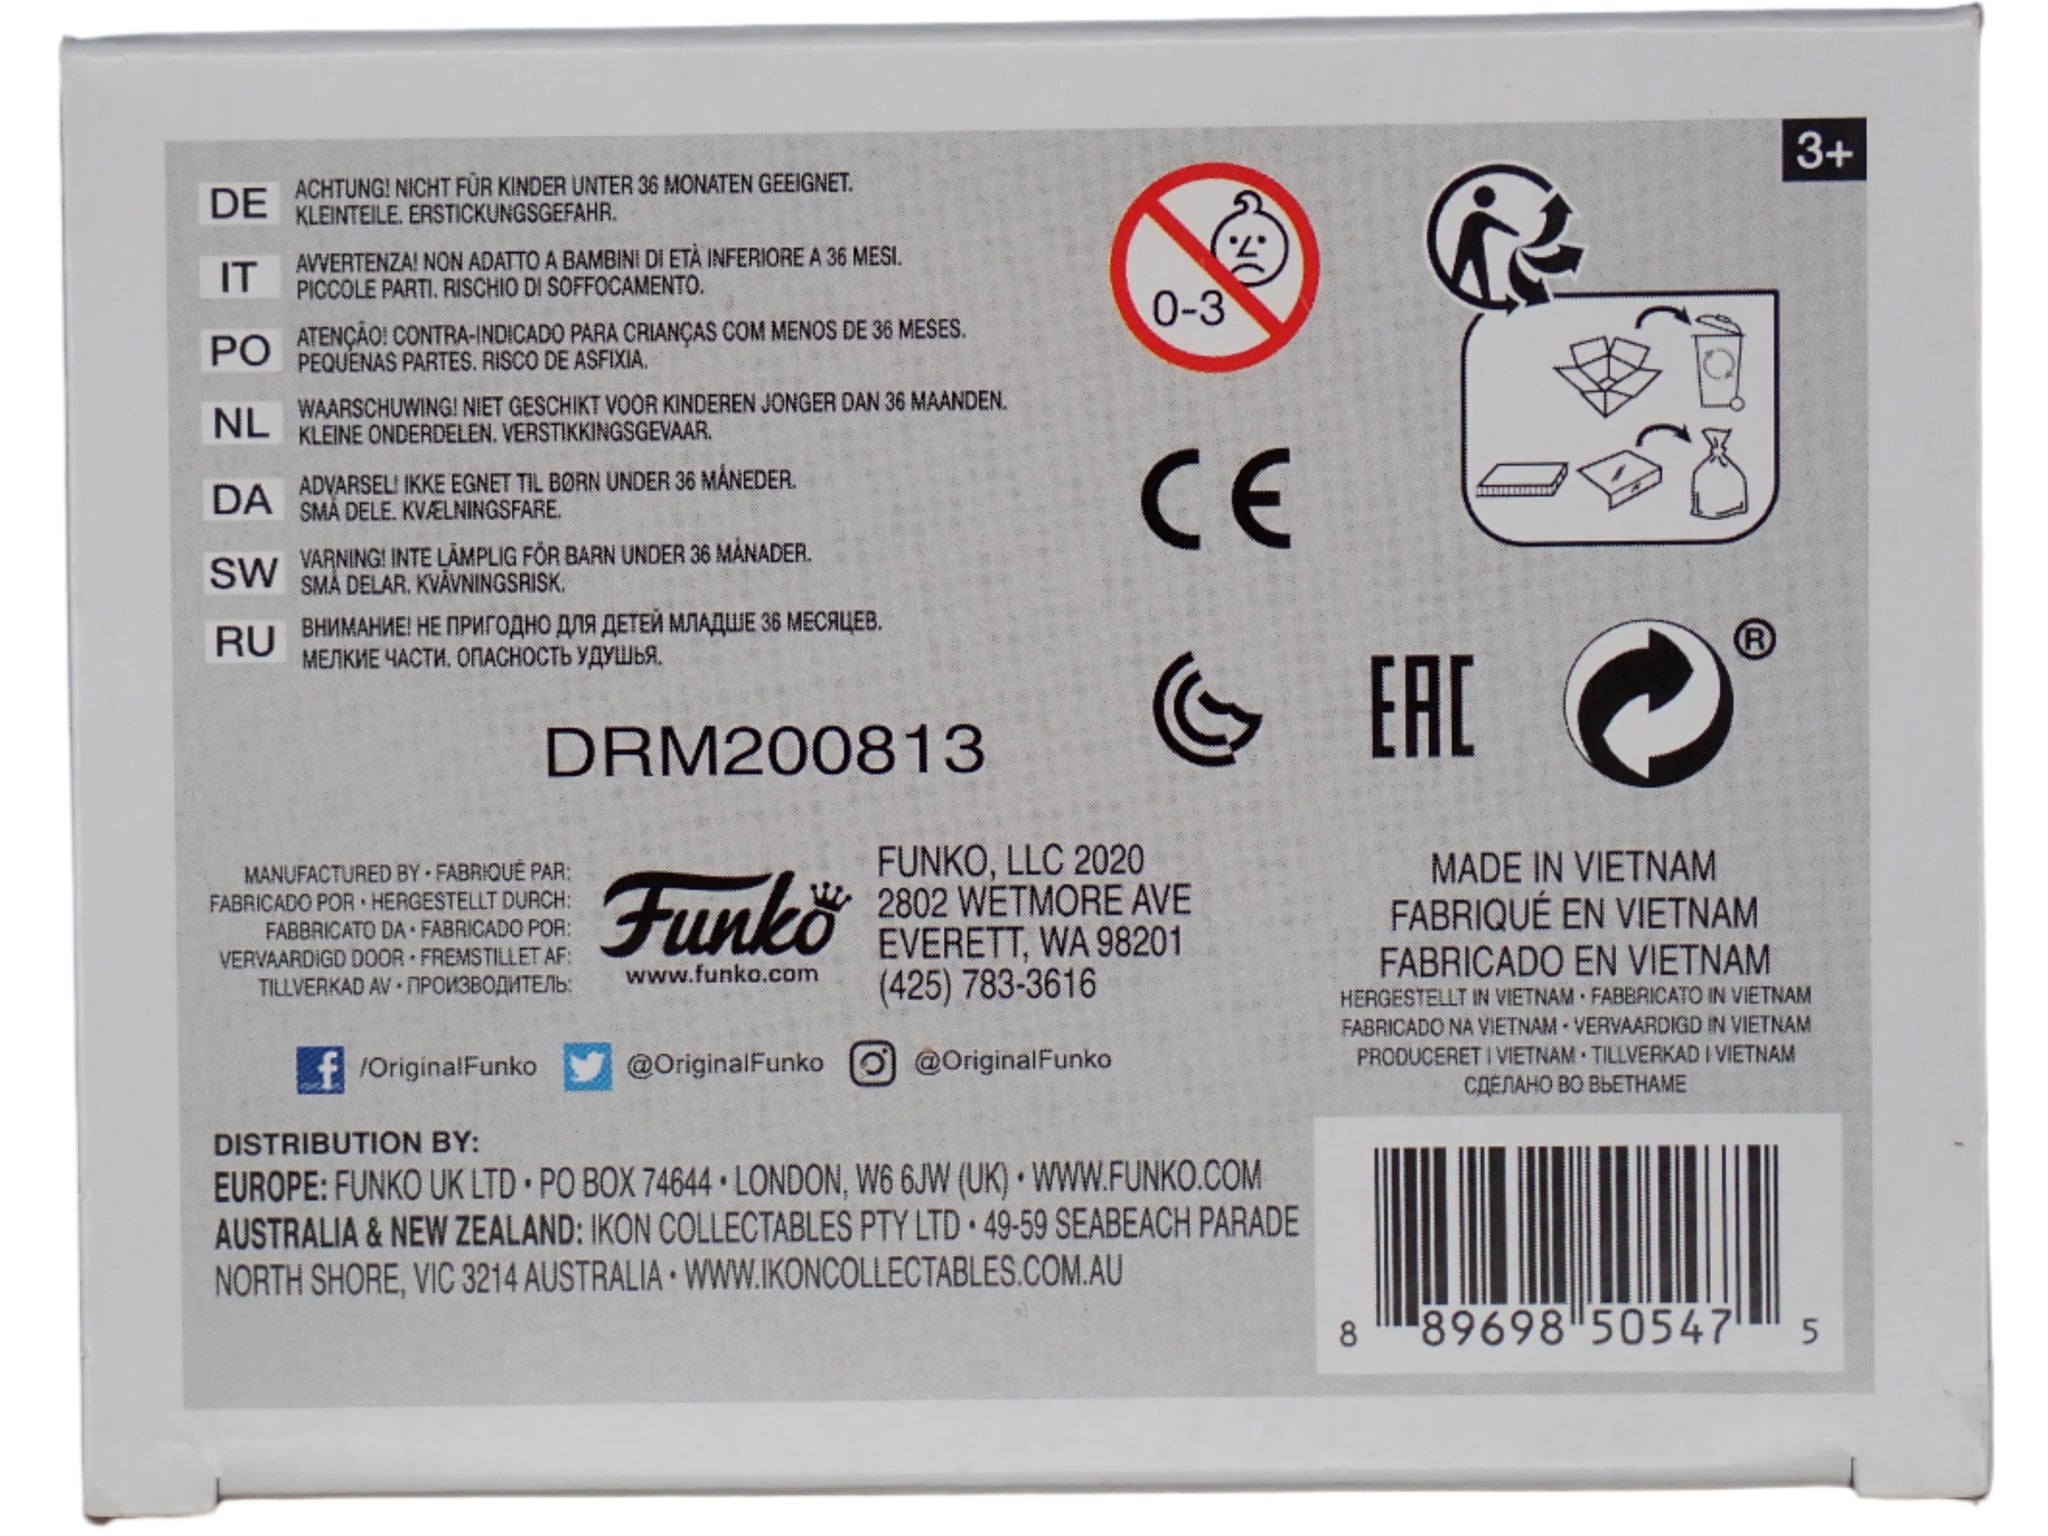 3+
DE
ACHTUNG! NICHT FÜR KINDER UNTER 36 MONATEN GEEIGNET.
KLEINTEILE. ERSTICKUNGSGEFAHR.
IT
AVVERTENZA! NON ADATTO A BAMBINI DI ETÀ INFERIORE A 36 MESI.
PICCOLE PARTI. RISCHIO DI SOFFOCAMENTO.
PO
ATENÇÃO! CONTRA-INDICADO PARA CRIANÇAS COM MENOS DE 36 MESES.
PEQUENAS PARTES. RISCO DE ASFIXIA.
NL
WAARSCHUWING! NIET GESCHIKT VOOR KINDEREN JONGER DAN 36 MAANDEN.
KLEINE ONDERDELEN. VERSTIKKINGSGEVAAR.
DA
ADVARSEL! IKKE EGNET TIL BØRN UNDER 36 MÅNEDER.
SMÅ DELE. KVÆLNINGSFARE.
SW
VARNING! INTE LÄMPLIG FÖR BARN UNDER 36 MÅNADER.
SMÅ DELAR. KVÄVNINGSRISK.
RU
ВНИМАНИЕ! НЕ ПРИГОДНО ДЛЯ ДЕТЕЙ МЛАДШЕ 36 МЕСЯЦЕВ.
МЕЛКИЕ ЧАСТИ. ОПАСНОСТЬ УДУШЬЯ.
0-3
CE
EAC
®
DRM200813
MANUFACTURED BY • FABRIQUÉ PAR:
FABRICADO POR • HERGESTELLT DURCH:
FABBRICATO DA • FABRICADO POR:
VERVAARDIGD DOOR • FREMSTILLET AF:
TILLVERKAD AV • ПРОИЗВОДИТЕЛЬ:
Funko
www.funko.com
FUNKO, LLC 2020
2802 WETMORE AVE
EVERETT, WA 98201
(425) 783-3616
MADE IN VIETNAM
FABRIQUÉ EN VIETNAM
FABRICADO EN VIETNAM
HERGESTELLT IN VIETNAM • FABBRICATO IN VIETNAM
FABRICADO NA VIETNAM • VERVAARDIGD IN VIETNAM
PRODUCERET I VIETNAM • TILLVERKAD I VIETNAM
СДЕЛАНО ВО ВЬЕТНАМЕ
f /OriginalFunko @OriginalFunko @OriginalFunko
DISTRIBUTION BY:
EUROPE: FUNKO UK LTD • PO BOX 74644 • LONDON, W6 6JW (UK) • WWW.FUNKO.COM
AUSTRALIA & NEW ZEALAND: IKON COLLECTABLES PTY LTD • 49-59 SEABEACH PARADE
NORTH SHORE, VIC 3214 AUSTRALIA • WWW.IKONCOLLECTABLES.COM.AU
8 89698 50547 5